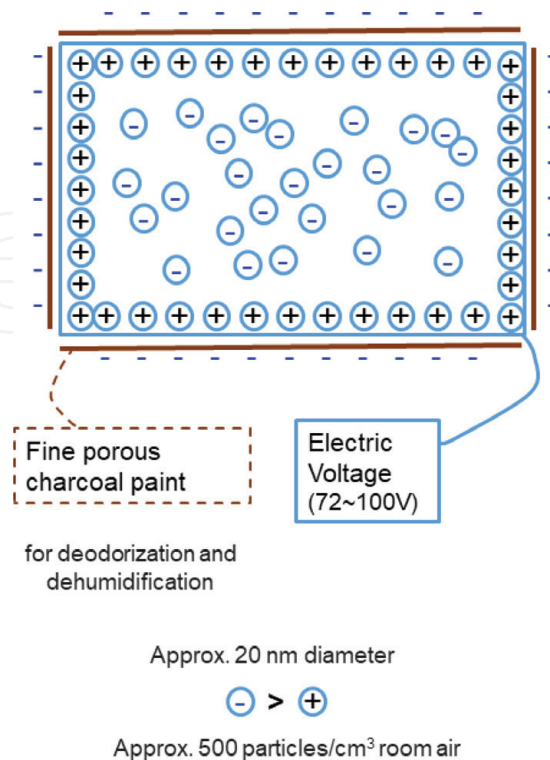 Fine porous
charcoal paint
Electric
Voltage
(72~100V)
for deodorization and
dehumidification
Approx. 20 nm diameter
- > +
Approx. 500 particles/cm³ room air